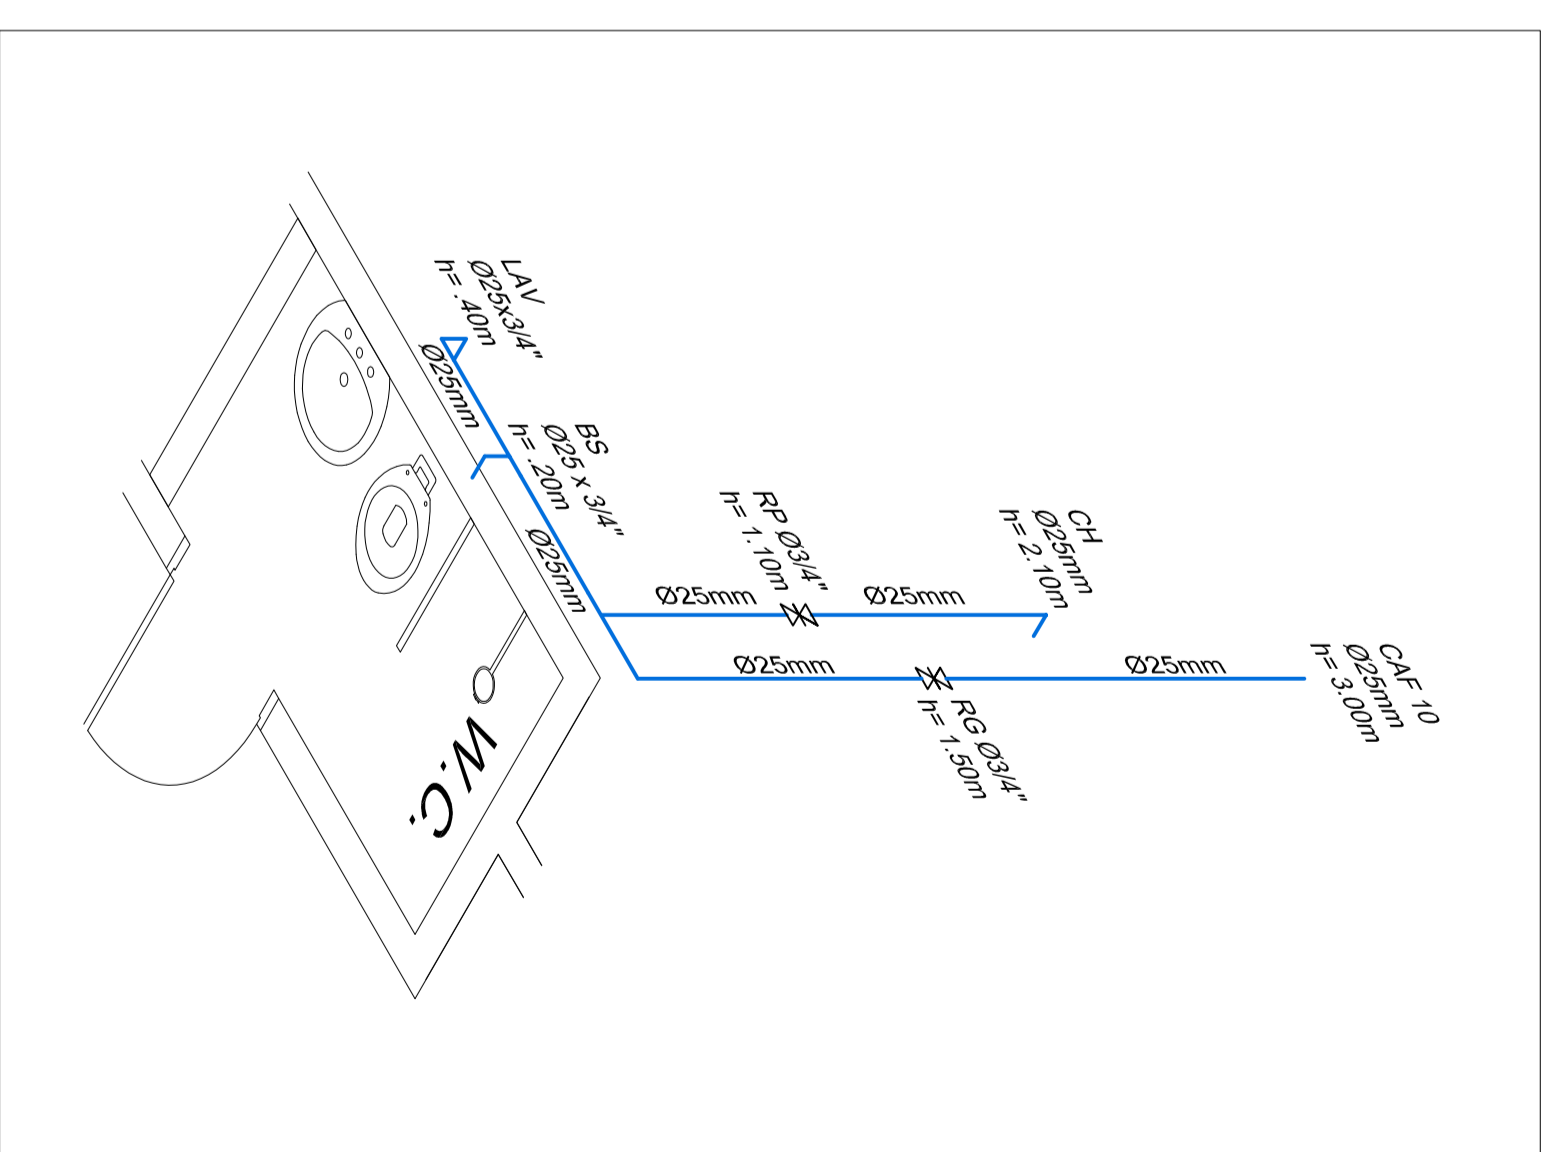 LAV
Ø25x3/4"
h= .40m
Ø25mm
BS
Ø25 x 3/4"
h= .20m
Ø25mm
RP Ø3/4"
h= 1.10m
Ø25mm
Ø25mm
CH
Ø25mm
h= 2.10m
Ø25mm
Ø25mm
RG Ø3/4"
h= 1.50m
CAF 10
Ø25mm
h= 3.00m
W.C.